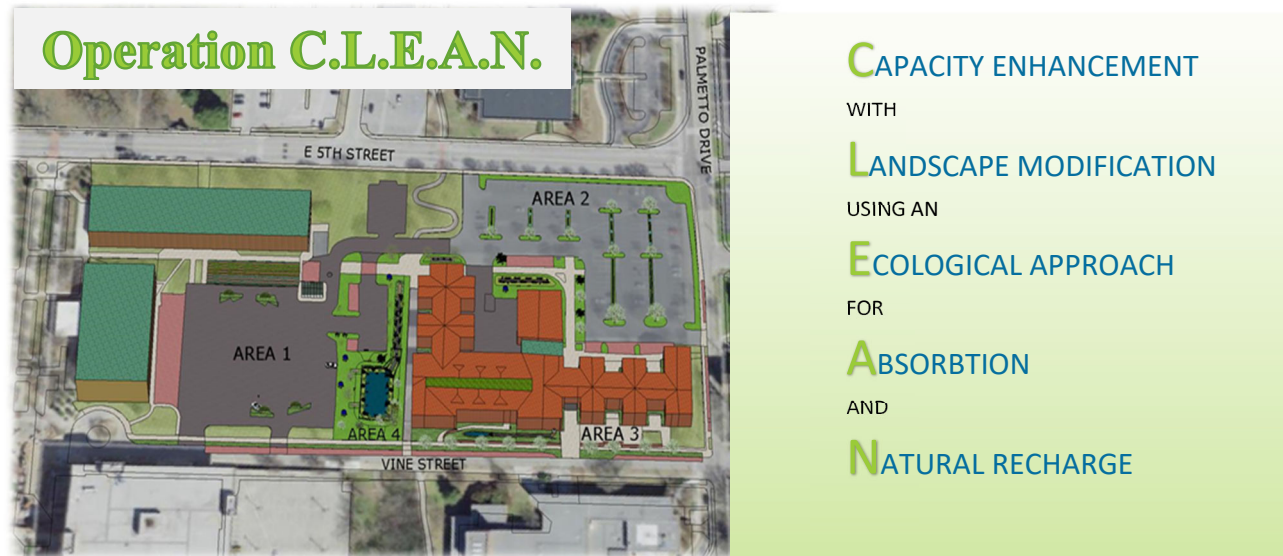 Operation C.L.E.A.N.
PALMETTO DRIVE
E 5TH STREET
AREA 2
AREA 1
AREA 4
AREA 3
VINE STREET
CAPACITY ENHANCEMENT
WITH
LANDSCAPE MODIFICATION
USING AN
ECOLOGICAL APPROACH
FOR
ABSORBTION
AND
NATURAL RECHARGE